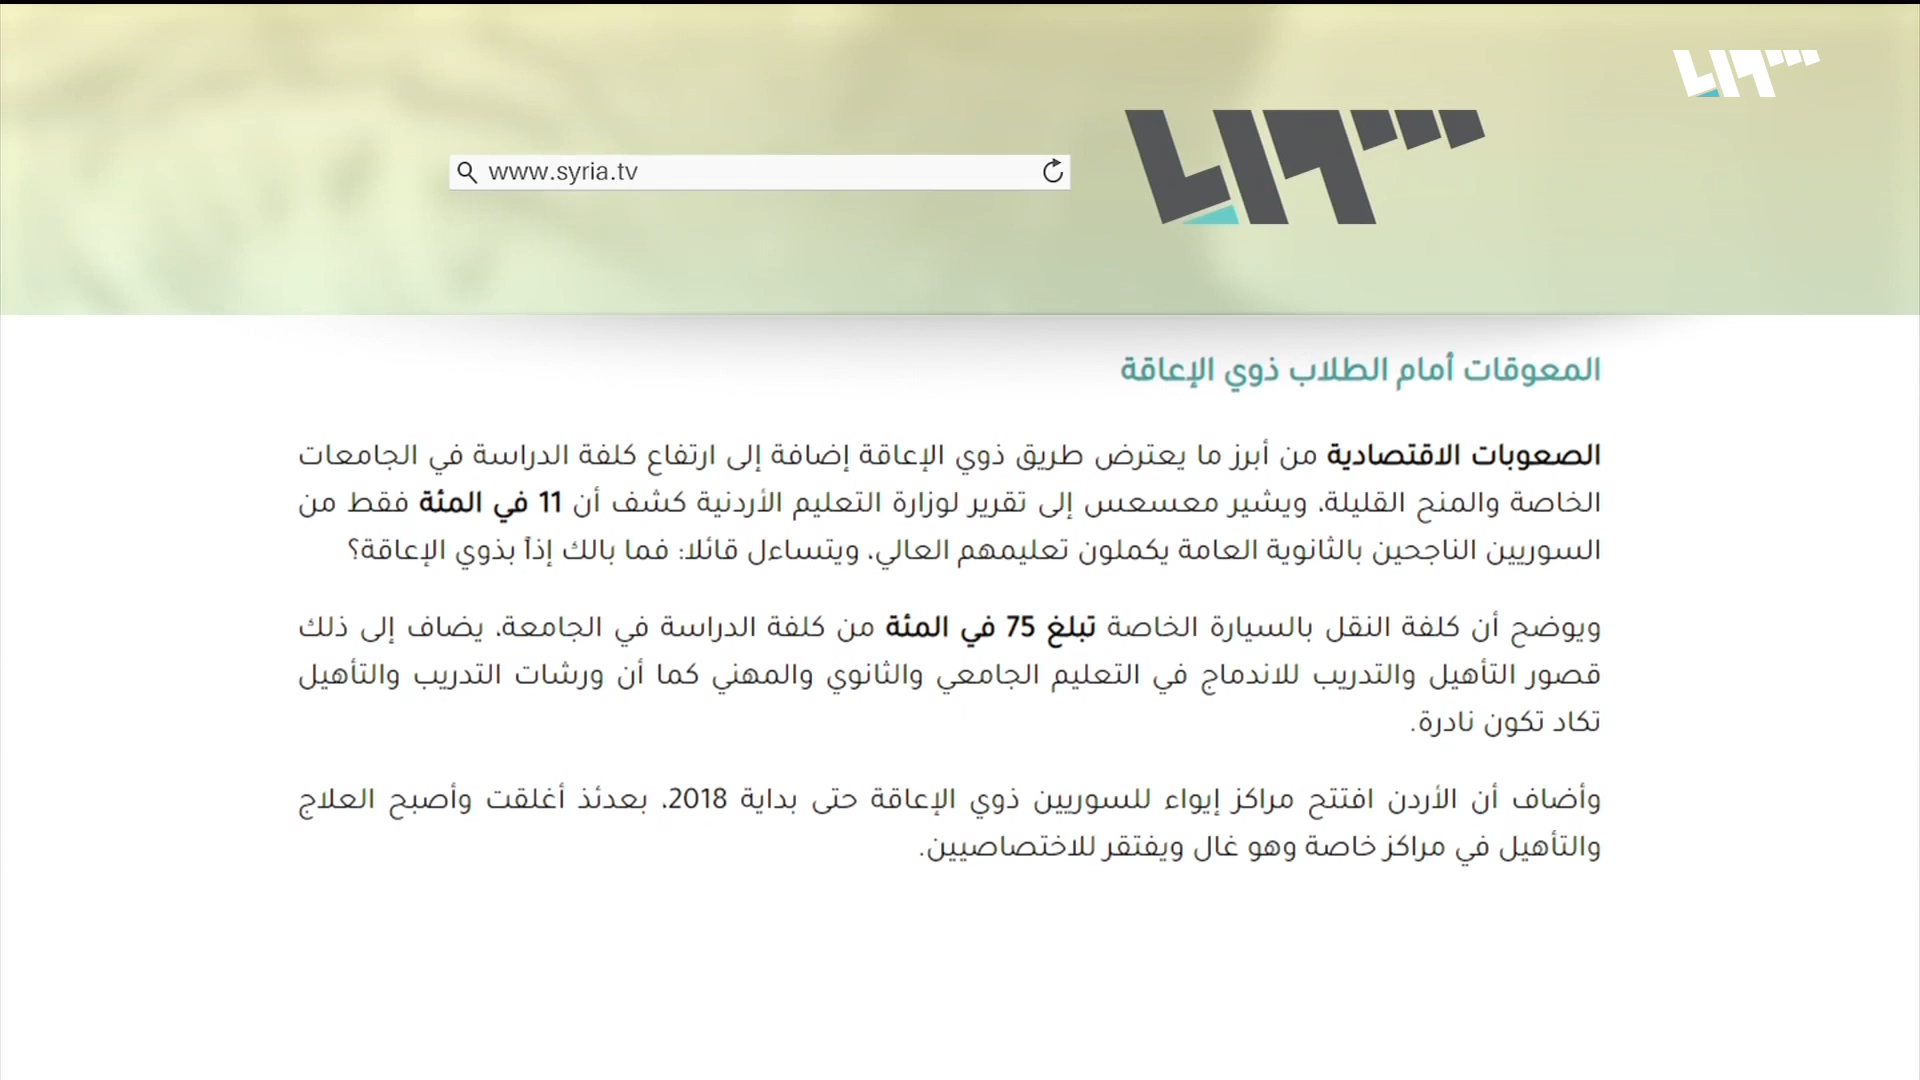 www.syria.tv
المعوقات أمام الطلاب ذوي الإعاقة
الصعوبات الاقتصادية من أبرز ما يعترض طريق ذوي الإعاقة إضافة إلى ارتفاع كلفة الدراسة في الجامعات
الخاصة والمنح القليلة، ويشير معسعس إلى تقرير لوزارة التعليم الأردنية كشف أن 11 في المئة فقط من
السوريين الناجحين بالثانوية العامة يكملون تعليمهم العالي، ويتساءل قائلا: فما بالك إذاً بذوي الإعاقة؟
ويوضح أن كلفة النقل بالسيارة الخاصة تبلغ 75 في المئة من كلفة الدراسة في الجامعة، يضاف إلى ذلك
قصور التأهيل والتدريب للاندماج في التعليم الجامعي والثانوي والمهني كما أن ورشات التدريب والتأهيل
تكاد تكون نادرة.
وأضاف أن الأردن افتتح مراكز إيواء للسوريين ذوي الإعاقة حتى بداية 2018، بعدئذ أغلقت وأصبح العلاج
والتأهيل في مراكز خاصة وهو غال ويفتقر للاختصاصيين.